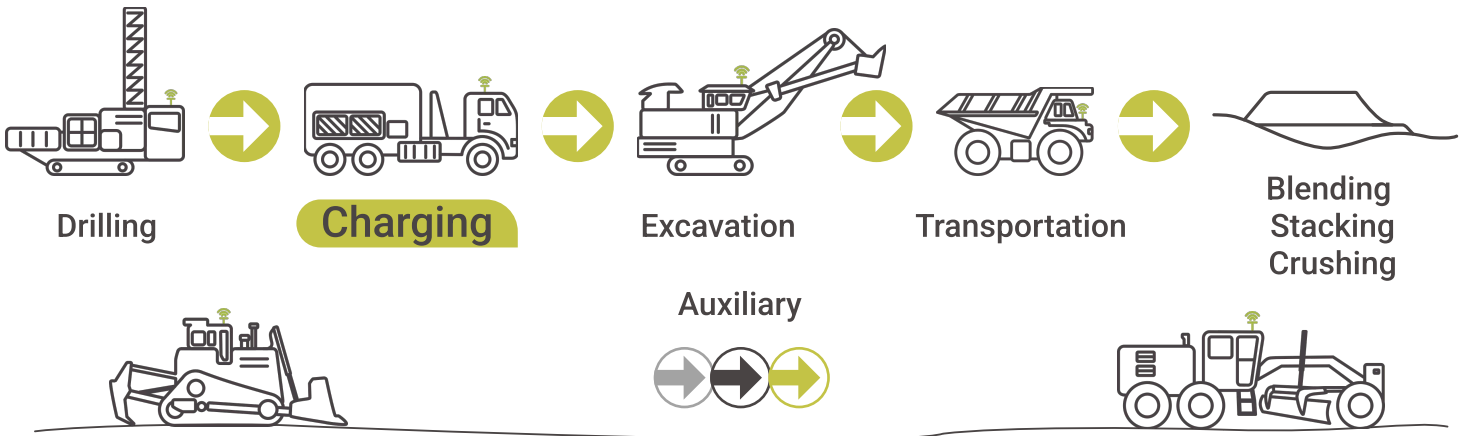 Drilling
Charging
Excavation
Transportation
Blending
Stacking
Crushing
Auxiliary